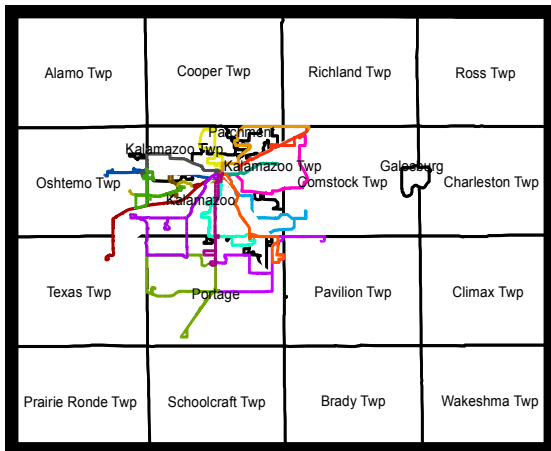 Alamo Twp
Cooper Twp
Richland Twp
Ross Twp
Parchment
Kalamazoo Twp
Kalamazoo Twp
Galesburg
Oshtemo Twp
Comstock Twp
Charleston Twp
Kalamazoo
Texas Twp
Portage
Pavilion Twp
Climax Twp
Prairie Ronde Twp
Schoolcraft Twp
Brady Twp
Wakeshma Twp